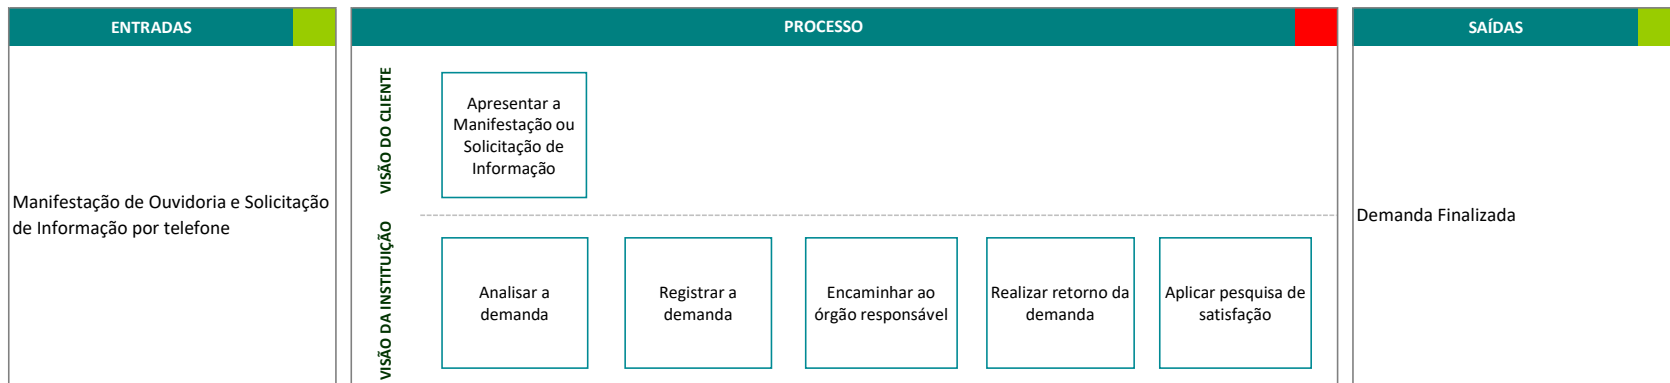 ENTRADAS
Manifestação de Ouvidoria e Solicitação
de Informação por telefone
PROCESSO
VISÃO DO CLIENTE
Apresentar a
Manifestação ou
Solicitação de
Informação
VISÃO DA INSTITUIÇÃO
Analisar a
demanda
Registrar a
demanda
Encaminhar ao
órgão responsável
Realizar retorno da
demanda
Aplicar pesquisa de
satisfação
SAÍDAS
Demanda Finalizada